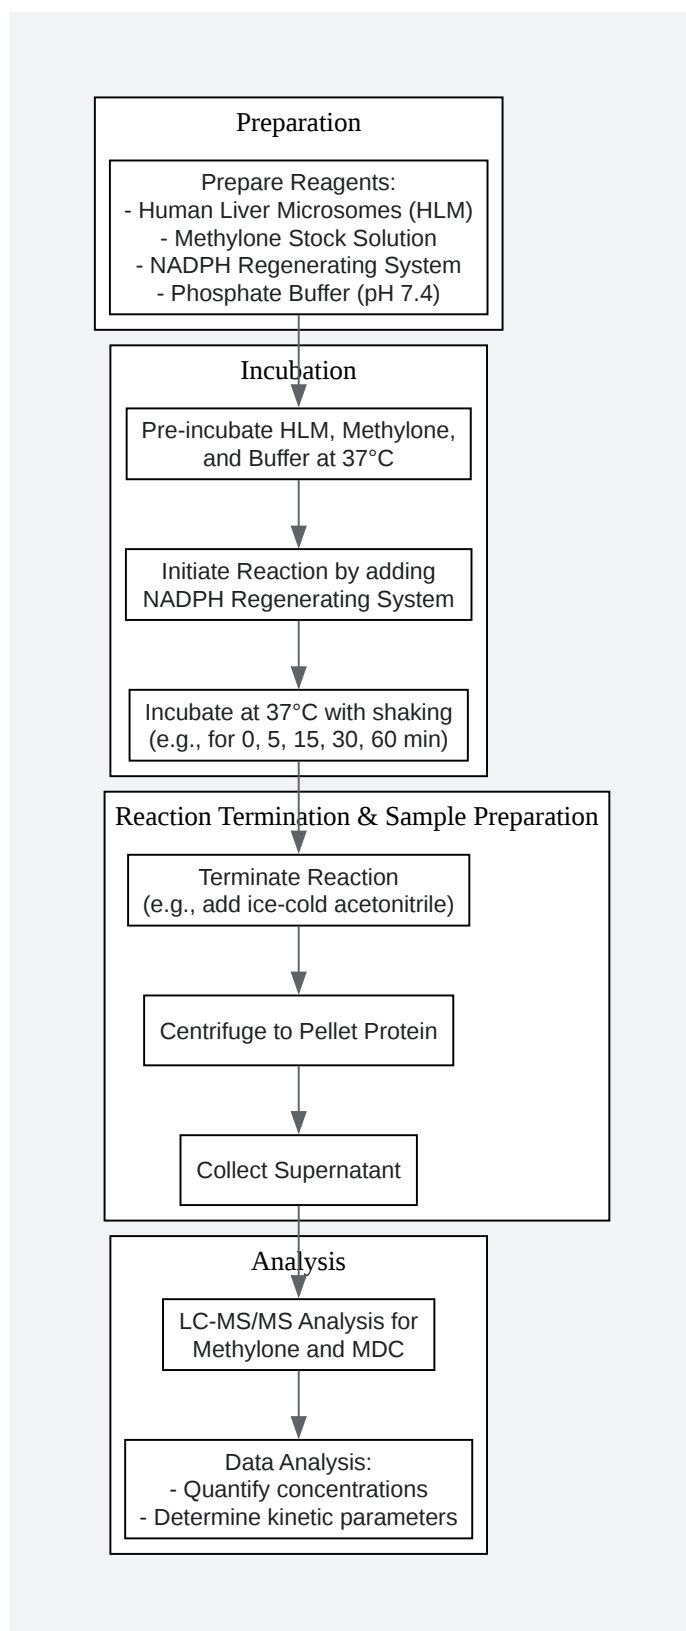 Preparation
Prepare Reagents:
- Human Liver Microsomes (HLM)
- Methylone Stock Solution
- NADPH Regenerating System
- Phosphate Buffer (pH 7.4)
Incubation
Pre-incubate HLM, Methylone,
and Buffer at 37°C
Initiate Reaction by adding
NADPH Regenerating System
Incubate at 37°C with shaking
(e.g., for 0, 5, 15, 30, 60 min)
Reaction Termination & Sample Preparation
Terminate Reaction
(e.g., add ice-cold acetonitrile)
Centrifuge to Pellet Protein
Collect Supernatant
Analysis
LC-MS/MS Analysis for
Methylone and MDC
Data Analysis:
- Quantify concentrations
- Determine kinetic parameters